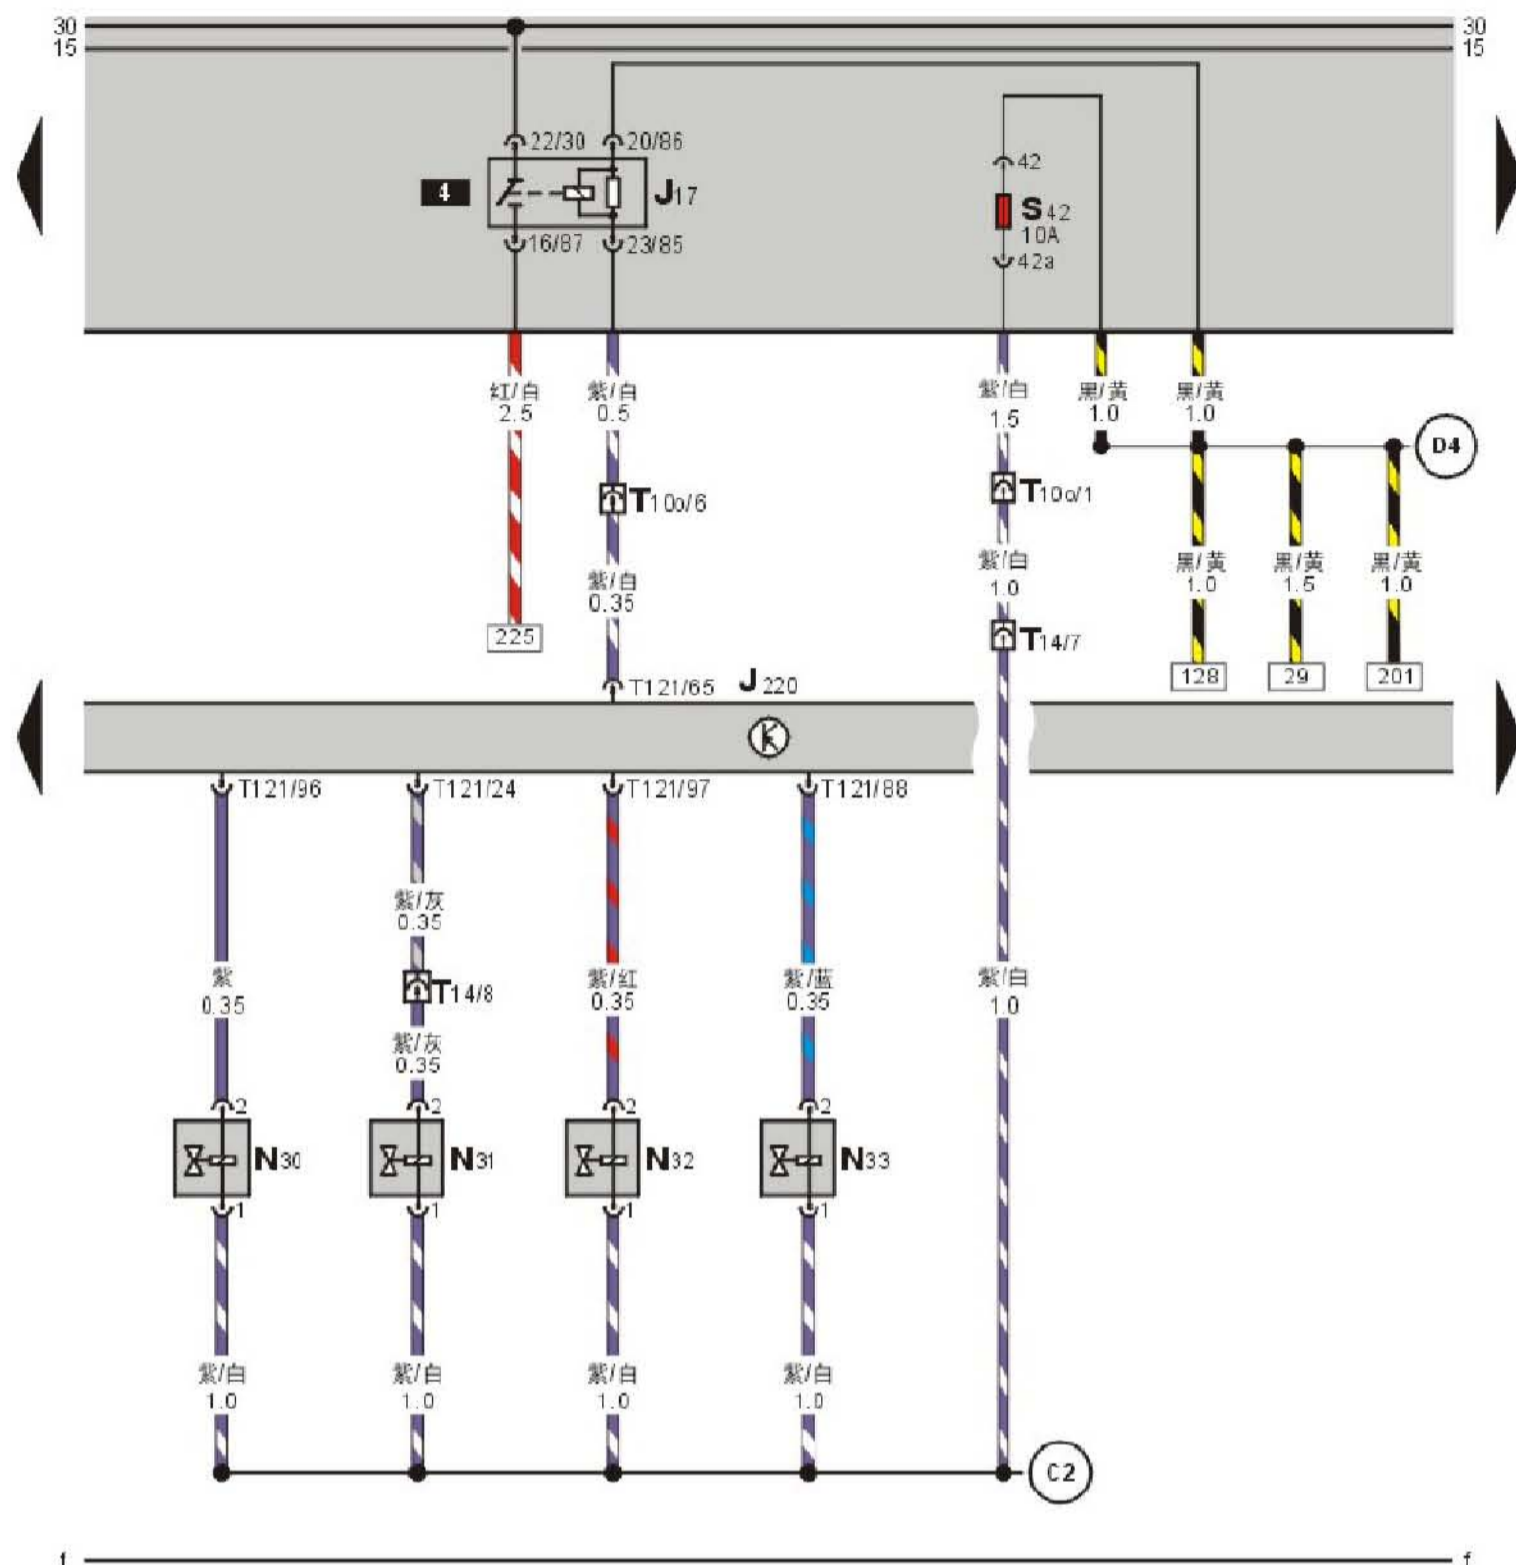 30 30
15 15
22/30 20/86
42
4 J17
S42
10A
16/87 23/85
42a
红/白 紫/白 紫/白 黑/黄 黑/黄
2.5 0.5 1.5 1.0 1.0
D4
T10o/6 T10o/1
紫/白 紫/白 黑/黄 黑/黄 黑/黄
0.35 1.0 1.0 1.5 1.0
225 T14/7
T121/65 J220 128 29 201
T121/96 T121/24 T121/97 T121/88
紫/灰
0.35
紫 紫/红 紫/蓝 紫/白
0.35 T14/8 0.35 0.35 1.0
紫/灰
0.35
2 2 2 2
N30 N31 N32 N33
1 1 1 1
紫/白 紫/白 紫/白 紫/白
1.0 1.0 1.0 1.0
C2
f f